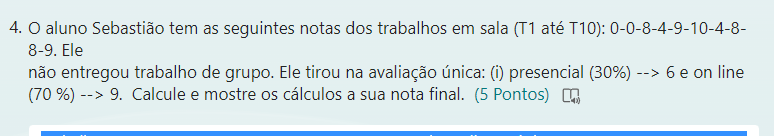 4. O aluno Sebastião tem as seguintes notas dos trabalhos em sala (T1 até T10): 0-0-8-4-9-10-4-8-
8-9. Ele
não entregou trabalho de grupo. Ele tirou na avaliação única: (i) presencial (30%) --> 6 e on line
(70 %) --> 9. Calcule e mostre os cálculos a sua nota final. (5 Pontos)